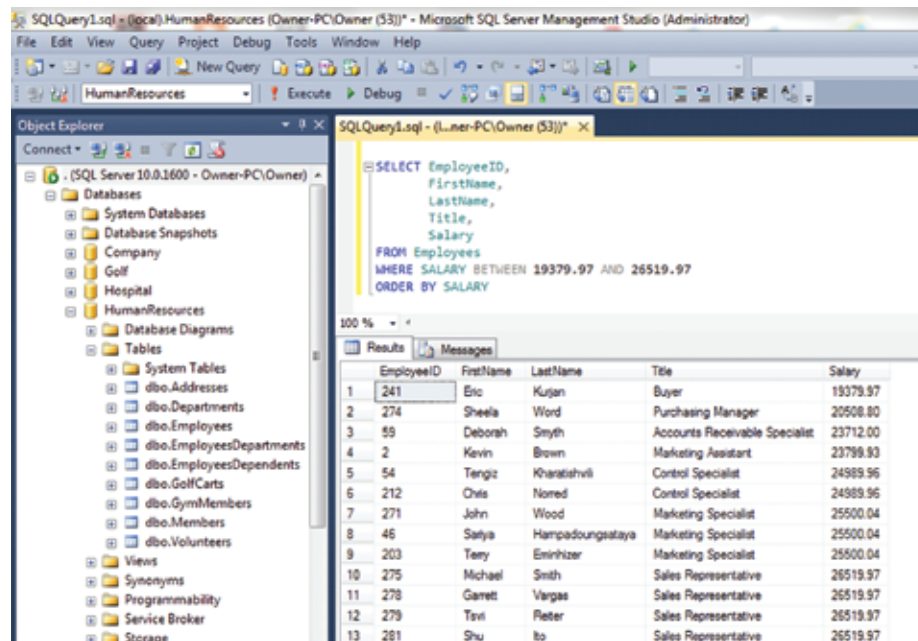 SQLQuery1.sql - (local).HumanResources (Owner-PC\Owner (53))* - Microsoft SQL Server Management Studio (Administrator)
File Edit View Query Project Debug Tools Window Help
New Query
HumanResources Execute Debug
Object Explorer
Connect
. (SQL Server 10.0.1600 - Owner-PC\Owner)
Databases
System Databases
Database Snapshots
Company
Golf
Hospital
HumanResources
Database Diagrams
Tables
System Tables
dbo.Addresses
dbo.Departments
dbo.Employees
dbo.EmployeesDepartments
dbo.EmployeesDependents
dbo.GolfCarts
dbo.GymMembers
dbo.Members
dbo.Volunteers
Views
Synonyms
Programmability
Service Broker
Storage
SQLQuery1.sql - (l...ner-PC\Owner (53))*
SELECT EmployeeID,
FirstName,
LastName,
Title,
Salary
FROM Employees
WHERE SALARY BETWEEN 19379.97 AND 26519.97
ORDER BY SALARY
100 %
Results Messages
EmployeeID FirstName LastName Title Salary
1 241 Eric Kurjan Buyer 19379.97
2 274 Sheela Word Purchasing Manager 20508.80
3 59 Deborah Smyth Accounts Receivable Specialist 23712.00
4 2 Kevin Brown Marketing Assistant 23799.93
5 54 Tengiz Kharatishvili Control Specialist 24989.96
6 212 Chris Norred Control Specialist 24989.96
7 271 John Wood Marketing Specialist 25500.04
8 46 Sariya Harnpadoungsataya Marketing Specialist 25500.04
9 203 Terry Eminhizer Marketing Specialist 25500.04
10 275 Michael Smith Sales Representative 26519.97
11 278 Garrett Vargas Sales Representative 26519.97
12 279 Tsvi Reiter Sales Representative 26519.97
13 281 Shu Ito Sales Representative 26519.97